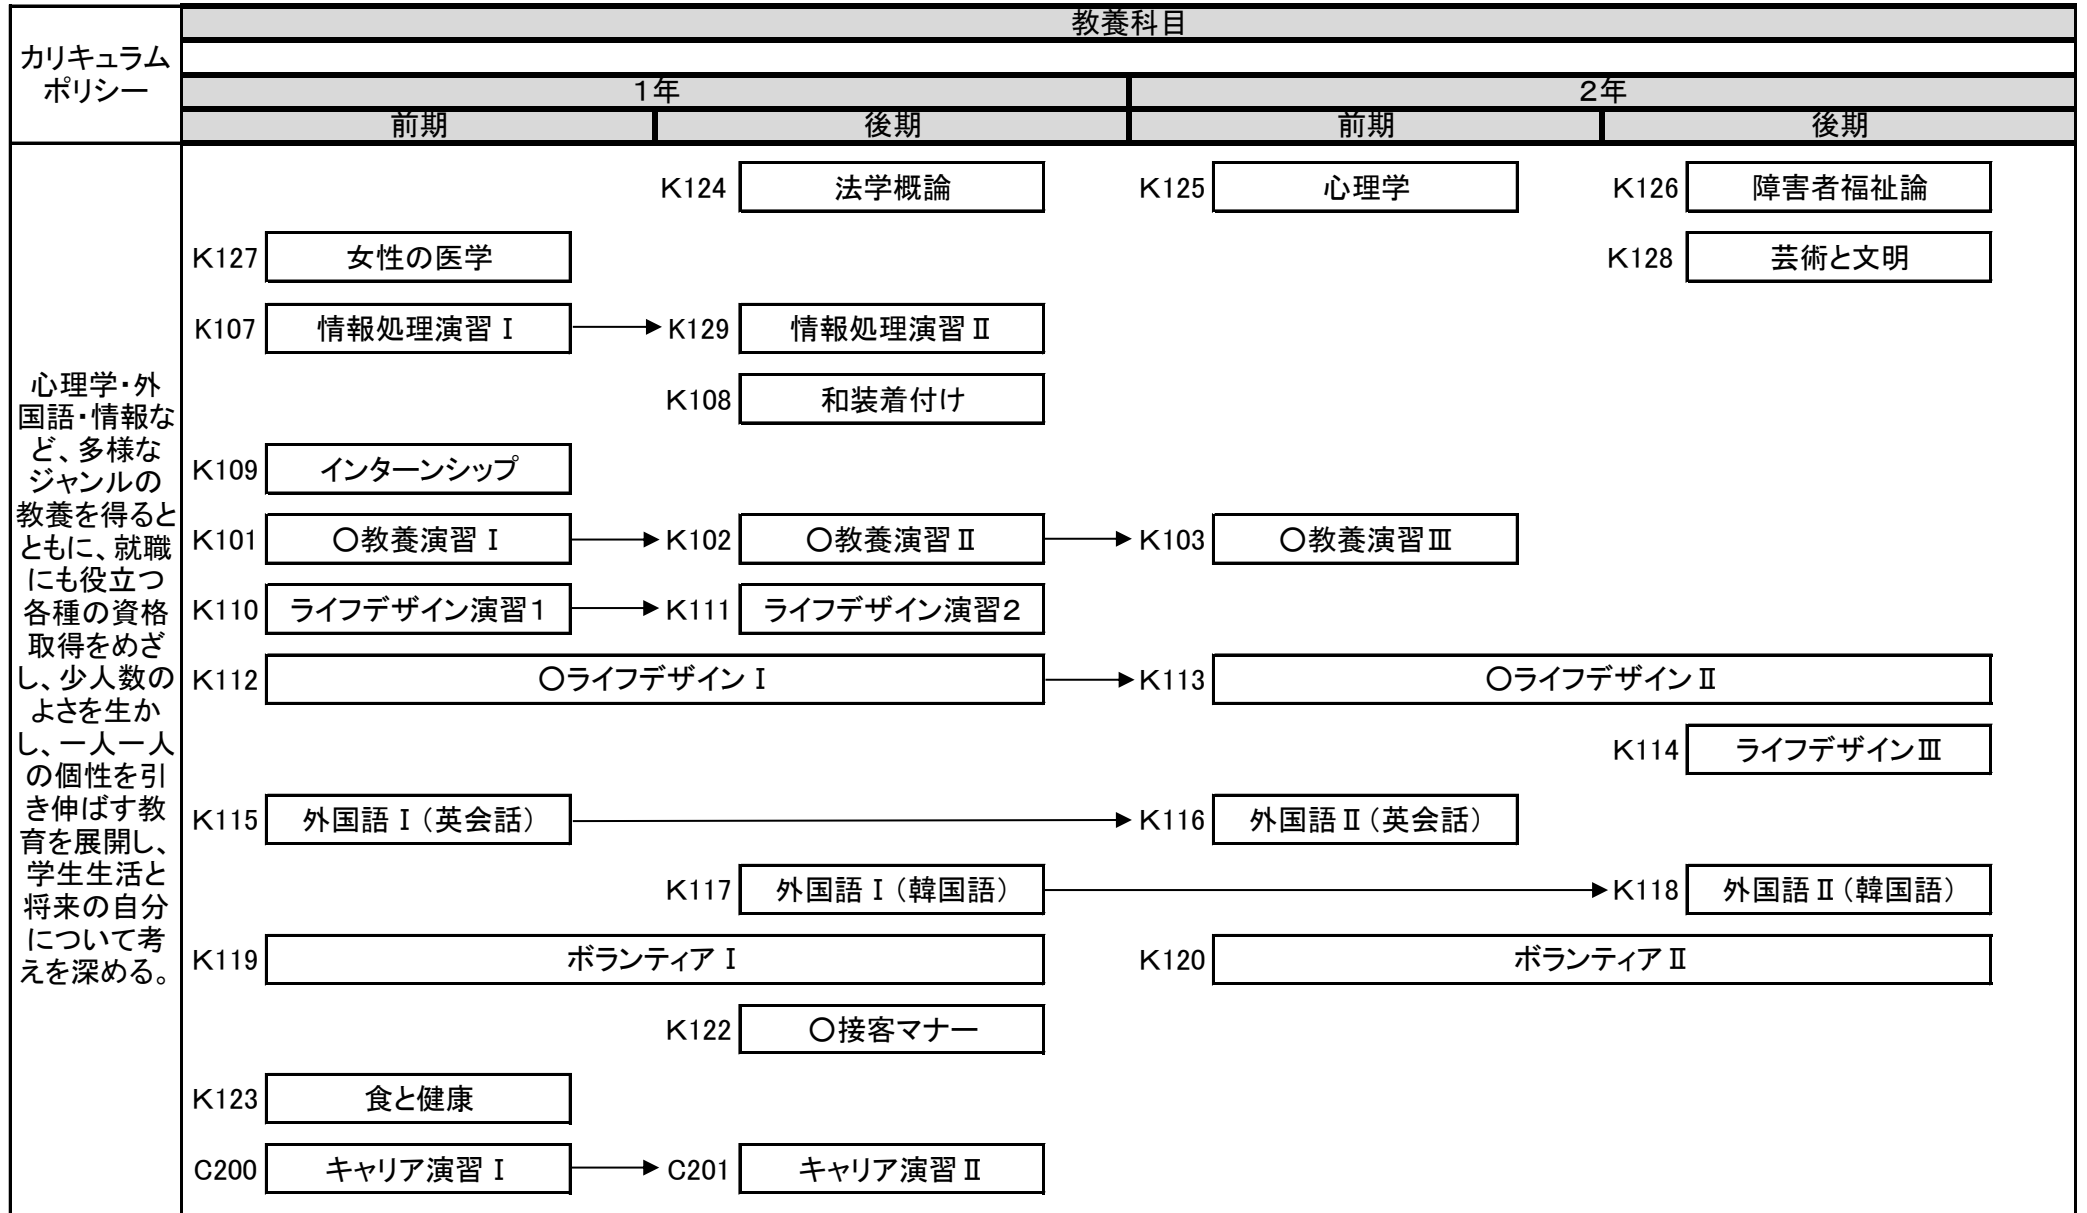 カリキュラム
ポリシー
教養科目
1年
2年
前期
後期
前期
後期
K124 法学概論 K125 心理学 K126 障害者福祉論
K127 女性の医学 K128 芸術と文明
K107 情報処理演習Ⅰ K129 情報処理演習Ⅱ
K108 和装着付け
K109 インターンシップ
K101 〇教養演習Ⅰ K102 〇教養演習Ⅱ K103 〇教養演習Ⅲ
K110 ライフデザイン演習1 K111 ライフデザイン演習2
K112 〇ライフデザインⅠ K113 〇ライフデザインⅡ
K114 ライフデザインⅢ
K115 外国語Ⅰ（英会話） K116 外国語Ⅱ（英会話）
K117 外国語Ⅰ（韓国語） K118 外国語Ⅱ（韓国語）
K119 ボランティアⅠ K120 ボランティアⅡ
K122 〇接客マナー
K123 食と健康
C200 キャリア演習Ⅰ C201 キャリア演習Ⅱ
心理学・外
国語・情報な
ど、多様な
ジャンルの
教養を得ると
ともに、就職
にも役立つ
各種の資格
取得をめざ
し、少人数の
よさを生か
し、一人一人
の個性を引
き伸ばす教
育を展開し、
学生生活と
将来の自分
について考
えを深める。